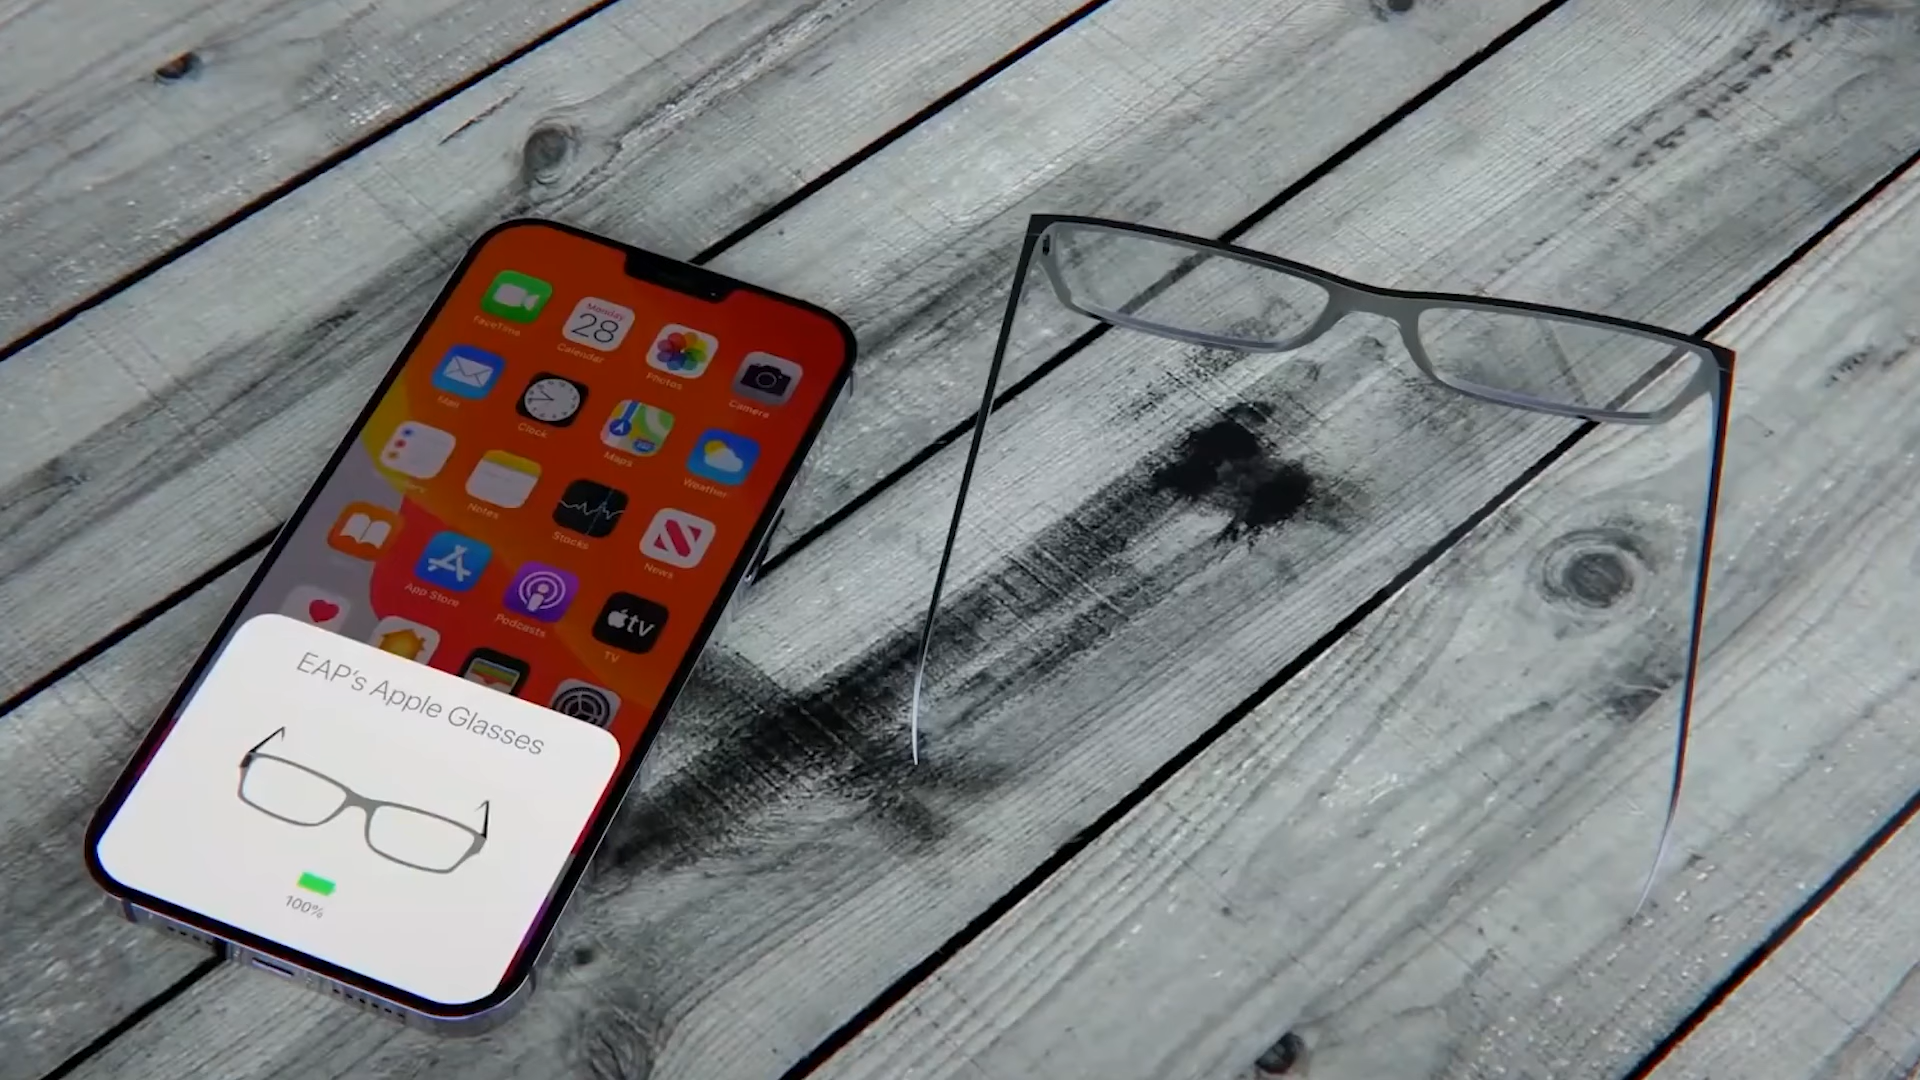 FaceTime
Monday
28
Calendar
Photos
Camera
Mail
Clock
Maps
Weather
Notes
Stocks
News
App Store
Podcasts
tv
TV
EAP's Apple Glasses
100%